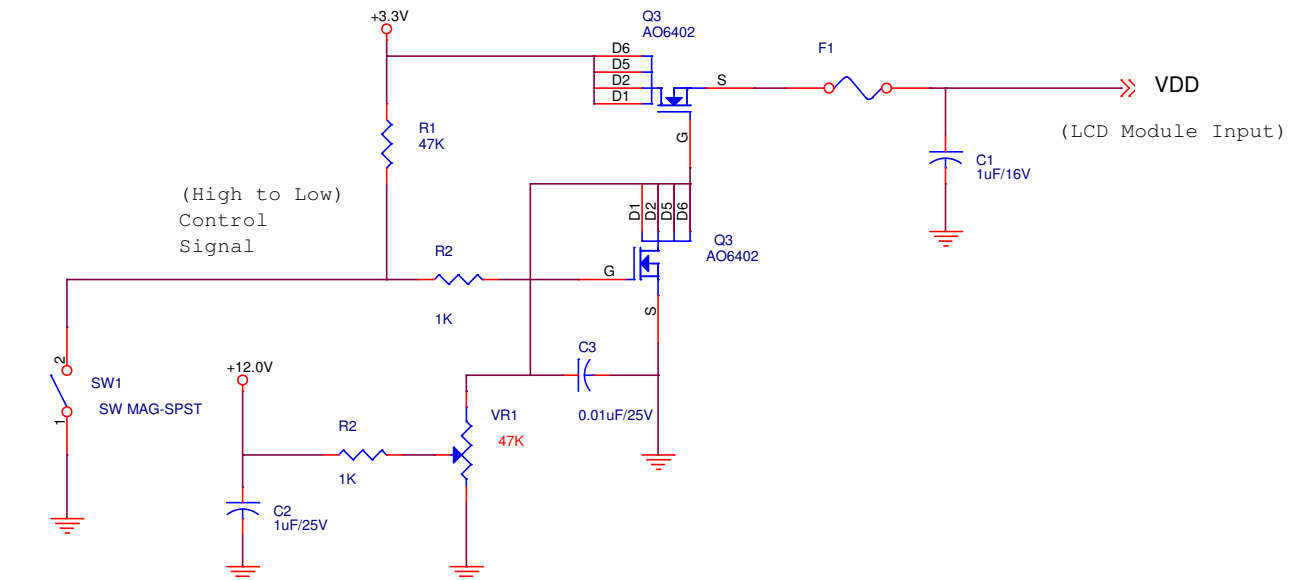 +3.3V
Q3
AO6402
D6
D5
D2
D1
S
G
F1
VDD
(LCD Module Input)
R1
47K
C1
1uF/16V
(High to Low)
Control
Signal
D1
D2
D5
D6
Q3
AO6402
R2
1K
G
S
2
SW1
SW MAG-SPST
1
+12.0V
C3
0.01uF/25V
R2
1K
VR1
47K
C2
1uF/25V